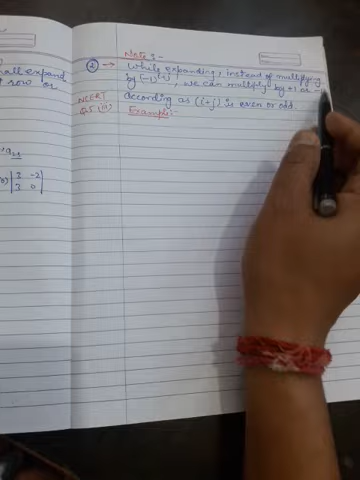 all expand
row or
|3 -2|
|3 0|
Note :-
② → While expanding, instead of multiplying
by (-1)^{i+j}, we can multiply by +1 or
according as (i+j) is even or odd.
NCERT
Q5.(iii)
Example:-